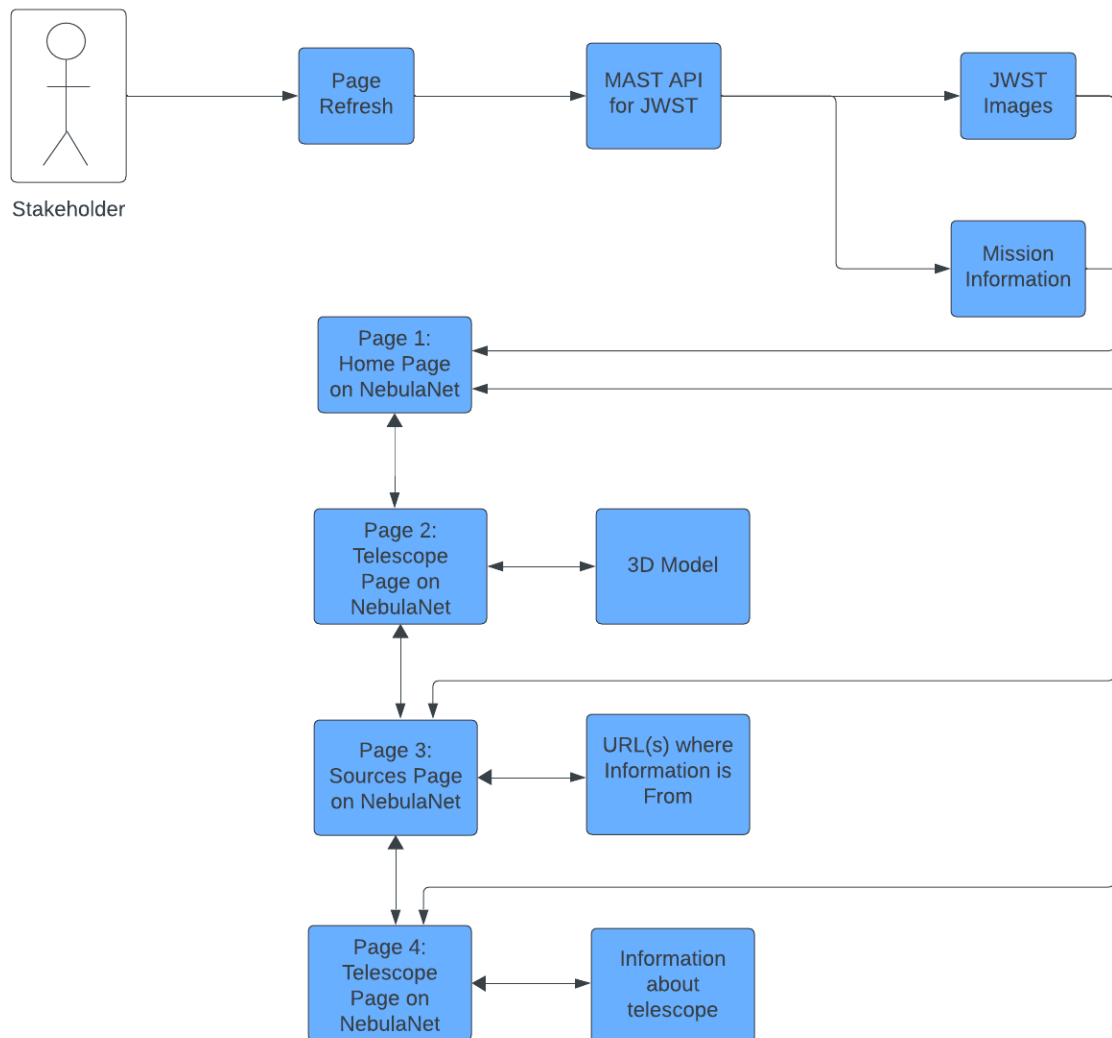 Page
Refresh
MAST API
for JWST
JWST
Images
Stakeholder
Mission
Information
Page 1:
Home Page
on NebulaNet
Page 2:
Telescope
Page on
NebulaNet
3D Model
Page 3:
Sources Page
on NebulaNet
URL(s) where
Information is
From
Page 4:
Telescope
Page on
NebulaNet
Information
about
telescope